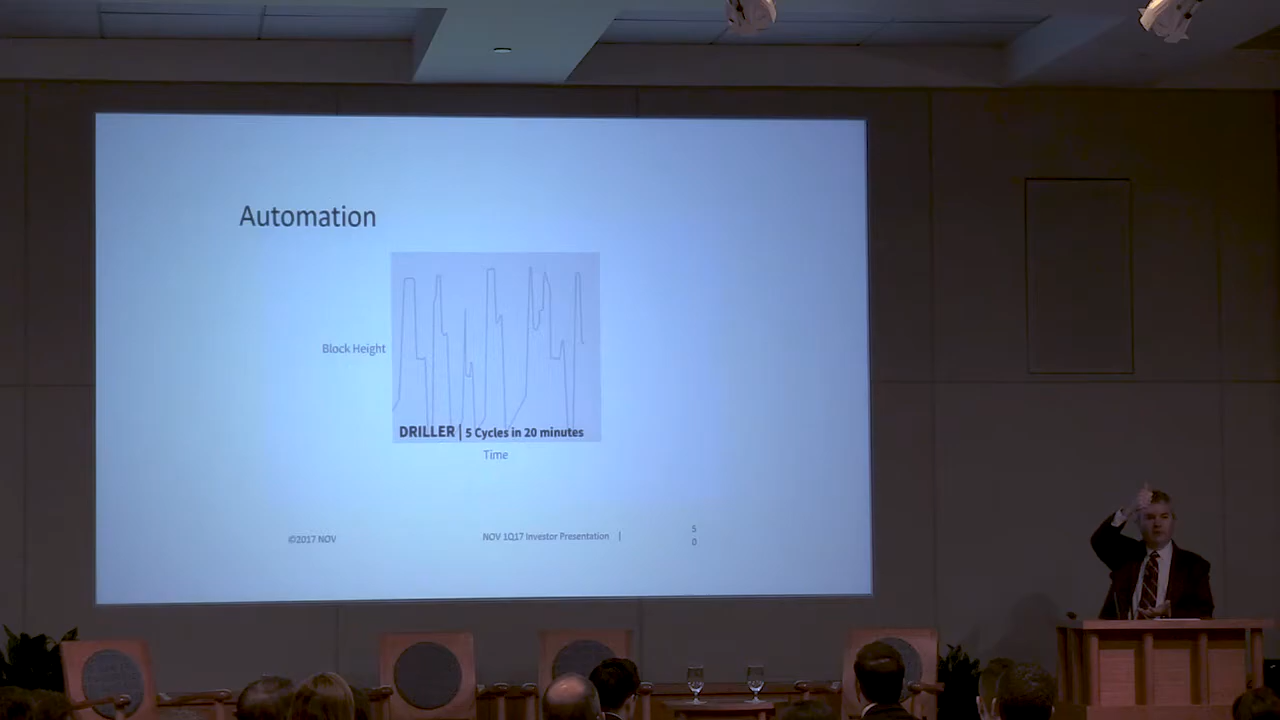 Automation
Block Height
DRILLER | 5 Cycles in 20 minutes
Time
©2017 NOV
NOV 1Q17 Investor Presentation |
5
0